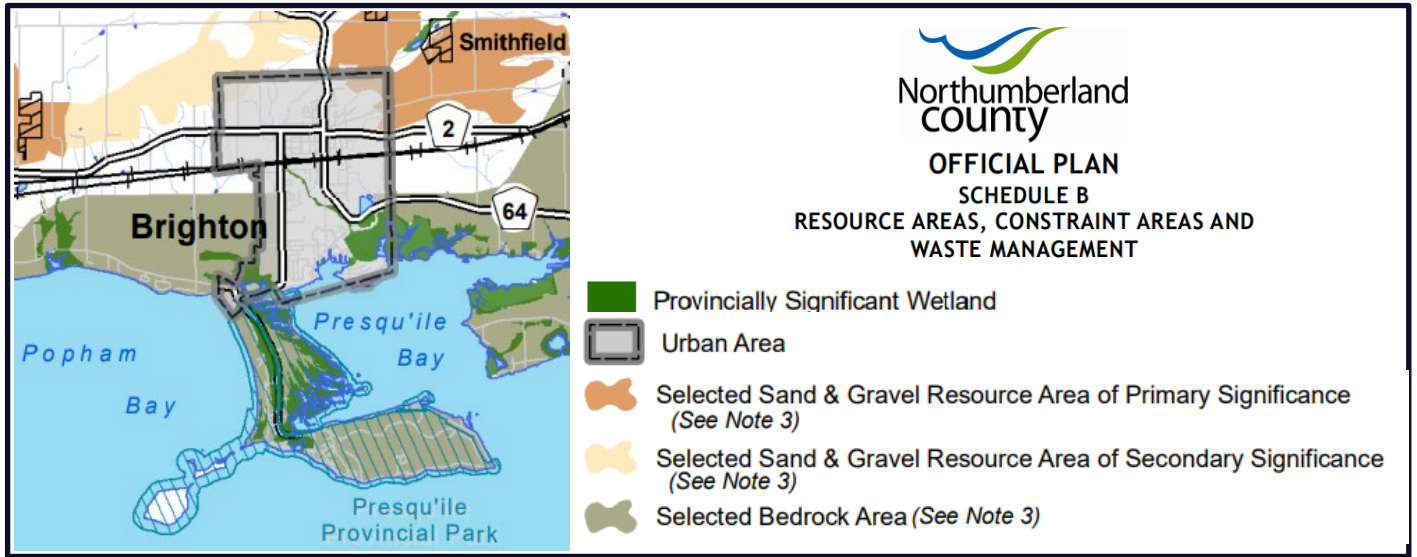 Smithfield
2
64
Brighton
Presqu'ile
Bay
Popham
Bay
Presqu'ile
Provincial Park
Northumberland
county
OFFICIAL PLAN
SCHEDULE B
RESOURCE AREAS, CONSTRAINT AREAS AND
WASTE MANAGEMENT
Provincially Significant Wetland
Urban Area
Selected Sand & Gravel Resource Area of Primary Significance
(See Note 3)
Selected Sand & Gravel Resource Area of Secondary Significance
(See Note 3)
Selected Bedrock Area (See Note 3)